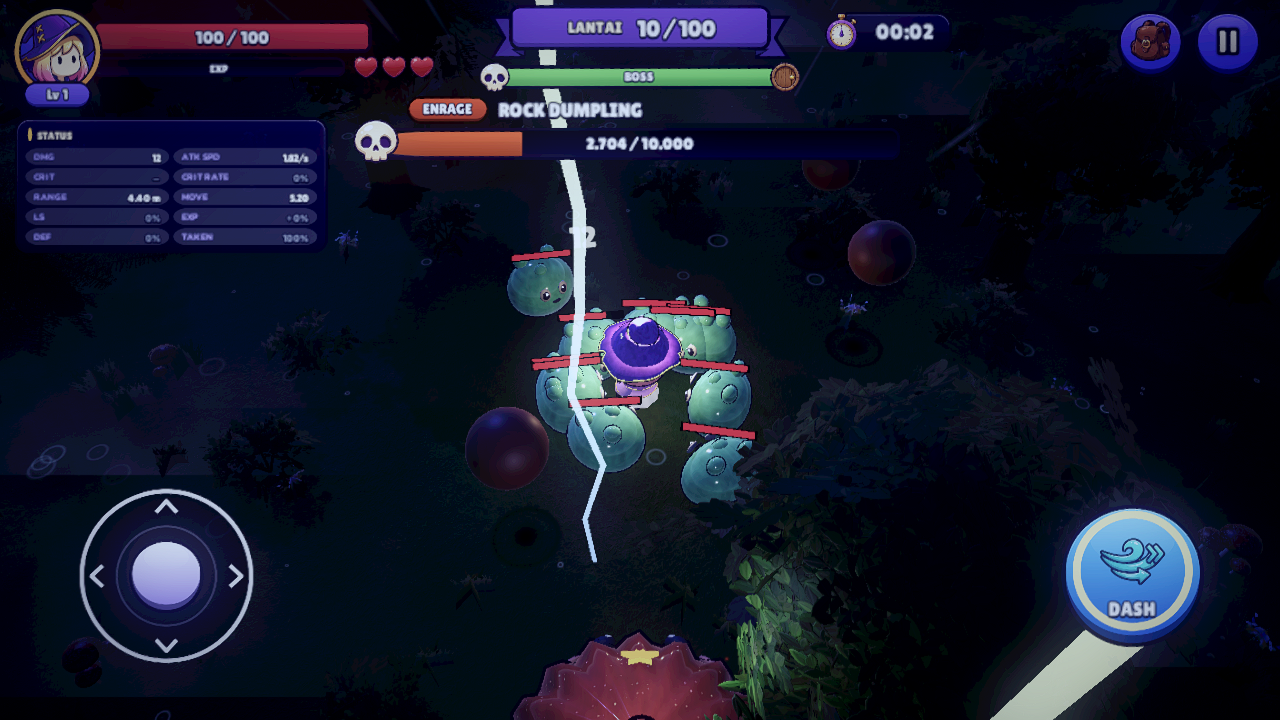 100/100
EXP
Lv 1
LANTAI 10/100
00:02
BOSS
ENRAGE ROCK DUMPLING
2.704/10.000
STATUS
DMG 12 ATK SPD 1.82/s
CRIT – CRIT RATE 0%
RANGE 4.40 m MOVE 5.20
LS 0% EXP +0%
DEF 0% TAKEN 100%
12
DASH